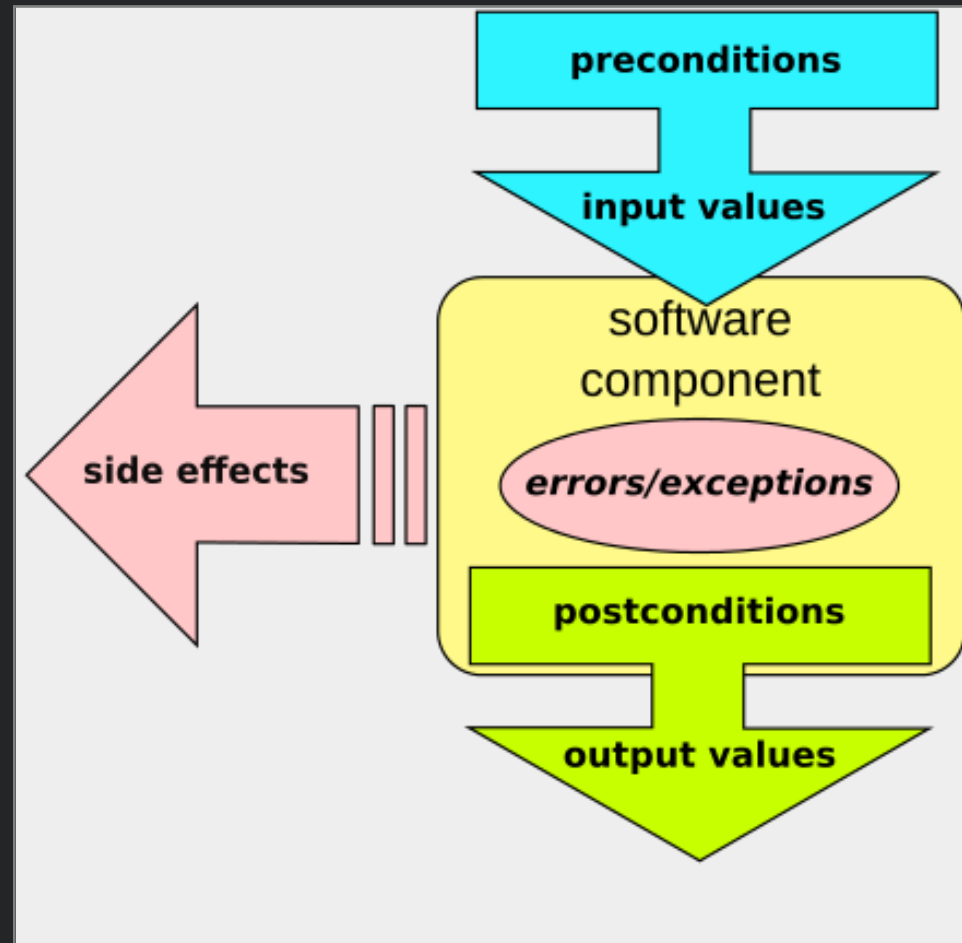 preconditions
input values
software
component
side effects
errors/exceptions
postconditions
output values